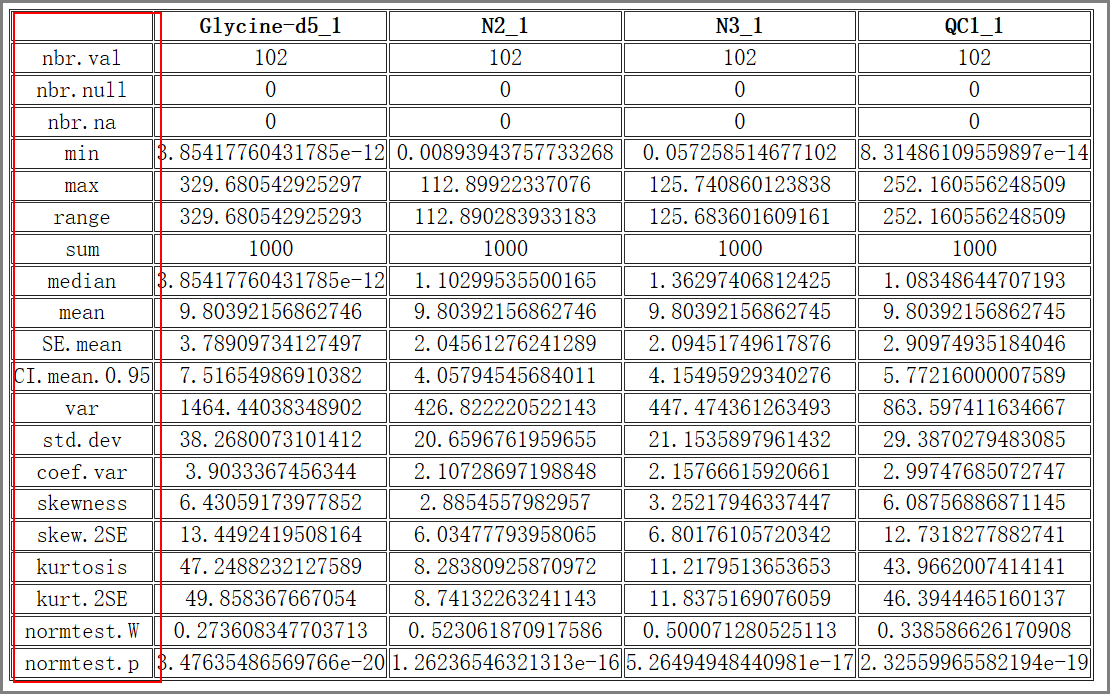 Glycine-d5_1 N2_1 N3_1 QC1_1
nbr.val 102 102 102 102
nbr.null 0 0 0 0
nbr.na 0 0 0 0
min 3.85417760431785e-12 0.00893943757733268 0.057258514677102 8.31486109559897e-14
max 329.680542925297 112.89922337076 125.740860123838 252.160556248509
range 329.680542925293 112.890283933183 125.683601609161 252.160556248509
sum 1000 1000 1000 1000
median 3.85417760431785e-12 1.10299535500165 1.36297406812425 1.08348644707193
mean 9.80392156862746 9.80392156862746 9.80392156862745 9.80392156862745
SE.mean 3.78909734127497 2.04561276241289 2.09451749617876 2.90974935184046
CI.mean.0.95 7.51654986910382 4.05794545684011 4.15495929340276 5.77216000007589
var 1464.44038348902 426.822220522143 447.474361263493 863.597411634667
std.dev 38.2680073101412 20.6596761959655 21.1535897961432 29.3870279483085
coef.var 3.9033367456344 2.10728697198848 2.15766615920661 2.99747685072747
skewness 6.43059173977852 2.8854557982957 3.25217946337447 6.08756886871145
skew.2SE 13.4492419508164 6.03477793958065 6.80176105720342 12.7318277882741
kurtosis 47.2488232127589 8.28380925870972 11.2179513653653 43.9662007414141
kurt.2SE 49.858367667054 8.74132263241143 11.8375169076059 46.3944465160137
normtest.W 0.273608347703713 0.523061870917586 0.500071280525113 0.338586626170908
normtest.p 3.47635486569766e-20 1.26236546321313e-16 5.26494948440981e-17 2.32559965582194e-19